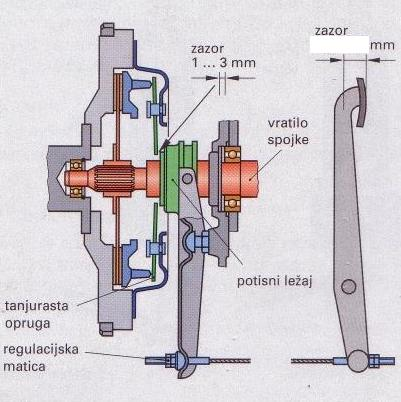 zazor
1 ... 3 mm
zazor
mm
vratilo
spojke
potisni ležaj
tanjurasta
opruga
regulacijska
matica